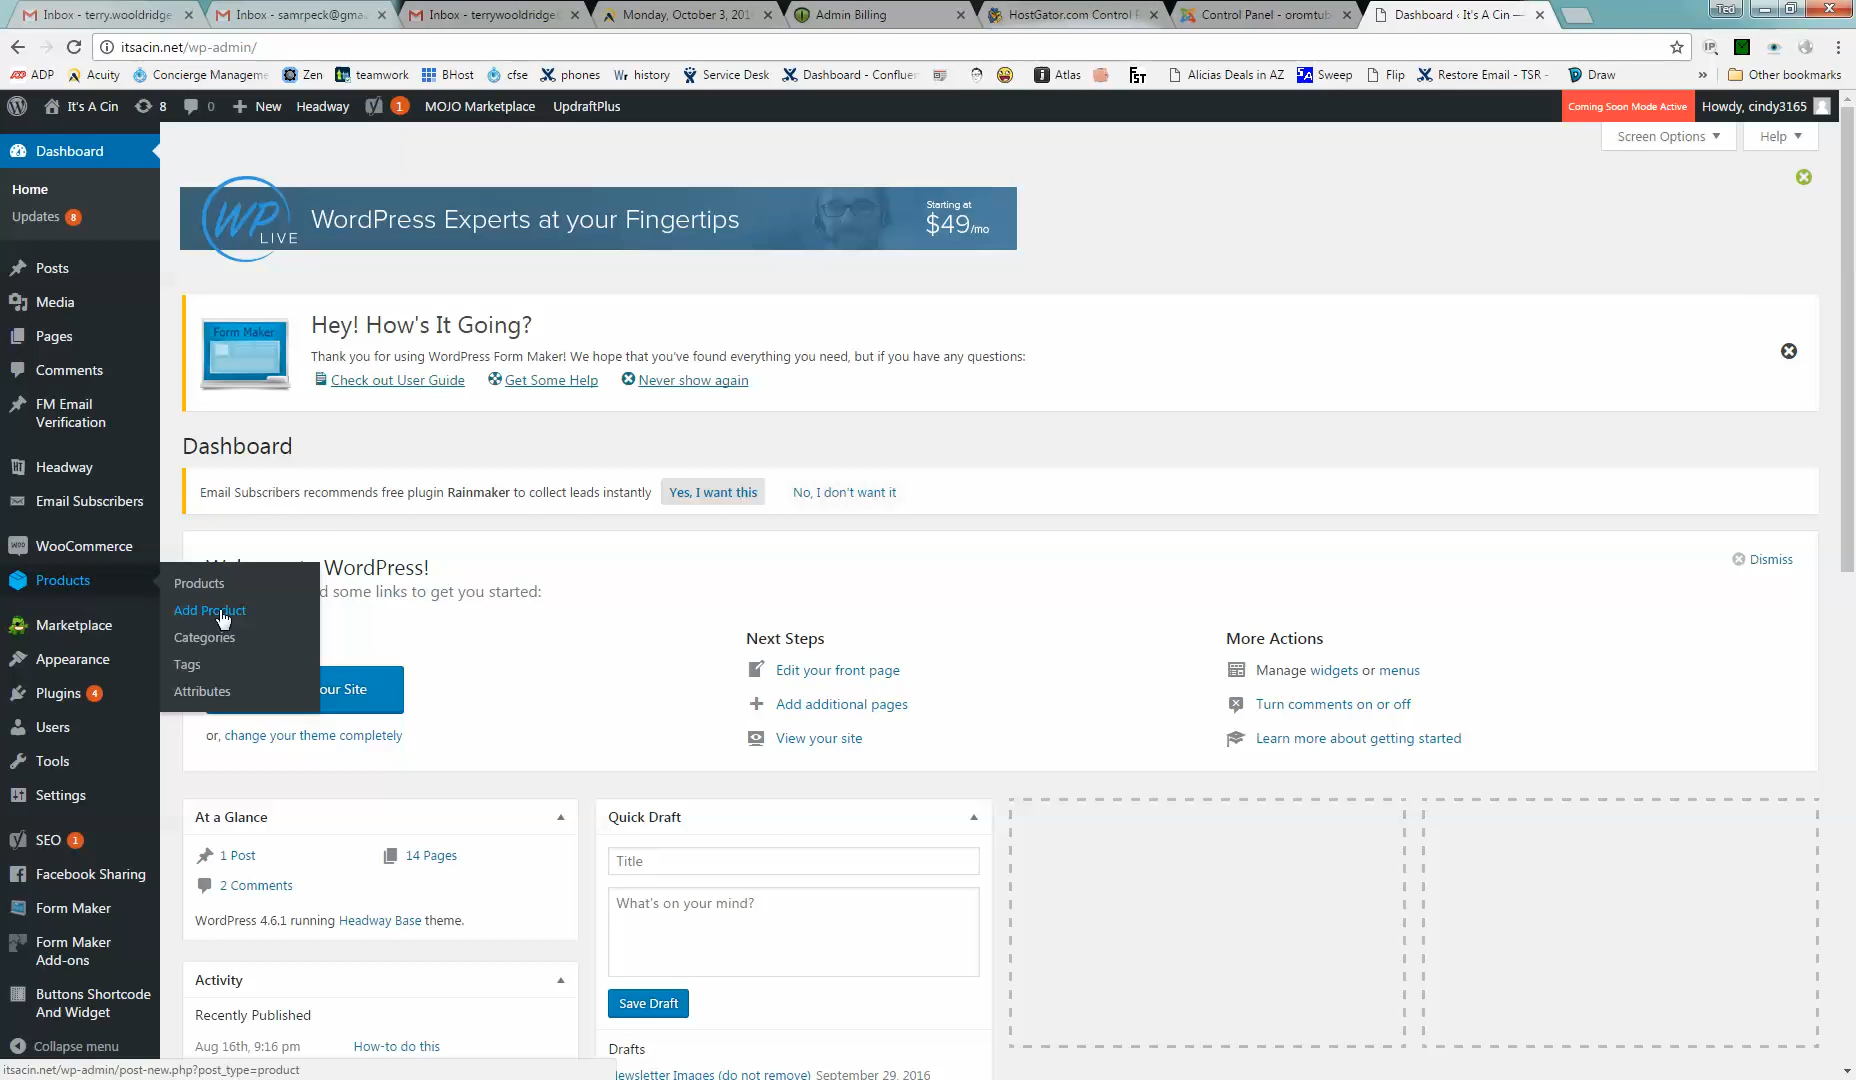 Inbox - terry.wooldridge
Inbox - samrpeck@gma
Inbox - terrywooldridge
Monday, October 3, 201
Admin Billing
HostGator.com Control P
Control Panel - oromtub
Dashboard ‹ It's A Cin —
Ted
itsacin.net/wp-admin/
IP
ADP
Acuity
Concierge Manageme
Zen
teamwork
BHost
cfse
phones
Wr history
Service Desk
Dashboard - Confluen
Atlas
FST
Alicias Deals in AZ
SA Sweep
Flip
Restore Email - TSR -
Draw
»
Other bookmarks
It's A Cin
8
0
New
Headway
1
MOJO Marketplace
UpdraftPlus
Coming Soon Mode Active
Howdy, cindy3165
Dashboard
Screen Options
Help
Home
Updates 8
WP LIVE
WordPress Experts at your Fingertips
Starting at
$49/mo
Posts
Media
Pages
Comments
FM Email
Verification
Headway
Email Subscribers
WooCommerce
Products
Marketplace
Appearance
Plugins 4
Users
Tools
Settings
SEO 1
Facebook Sharing
Form Maker
Form Maker
Add-ons
Buttons Shortcode
And Widget
Collapse menu
Form Maker
Hey! How's It Going?
Thank you for using WordPress Form Maker! We hope that you've found everything you need, but if you have any questions:
Check out User Guide
Get Some Help
Never show again
Dashboard
Email Subscribers recommends free plugin Rainmaker to collect leads instantly
Yes, I want this
No, I don't want it
WordPress!
d some links to get you started:
Dismiss
Products
Add Product
Categories
Tags
Attributes
our Site
or, change your theme completely
Next Steps
Edit your front page
Add additional pages
View your site
More Actions
Manage widgets or menus
Turn comments on or off
Learn more about getting started
At a Glance
1 Post
14 Pages
2 Comments
WordPress 4.6.1 running Headway Base theme.
Activity
Recently Published
Aug 16th, 9:16 pm
How-to do this
Quick Draft
Title
What's on your mind?
Save Draft
Drafts
Newsletter Images (do not remove) September 29, 2016
itsacin.net/wp-admin/post-new.php?post_type=product